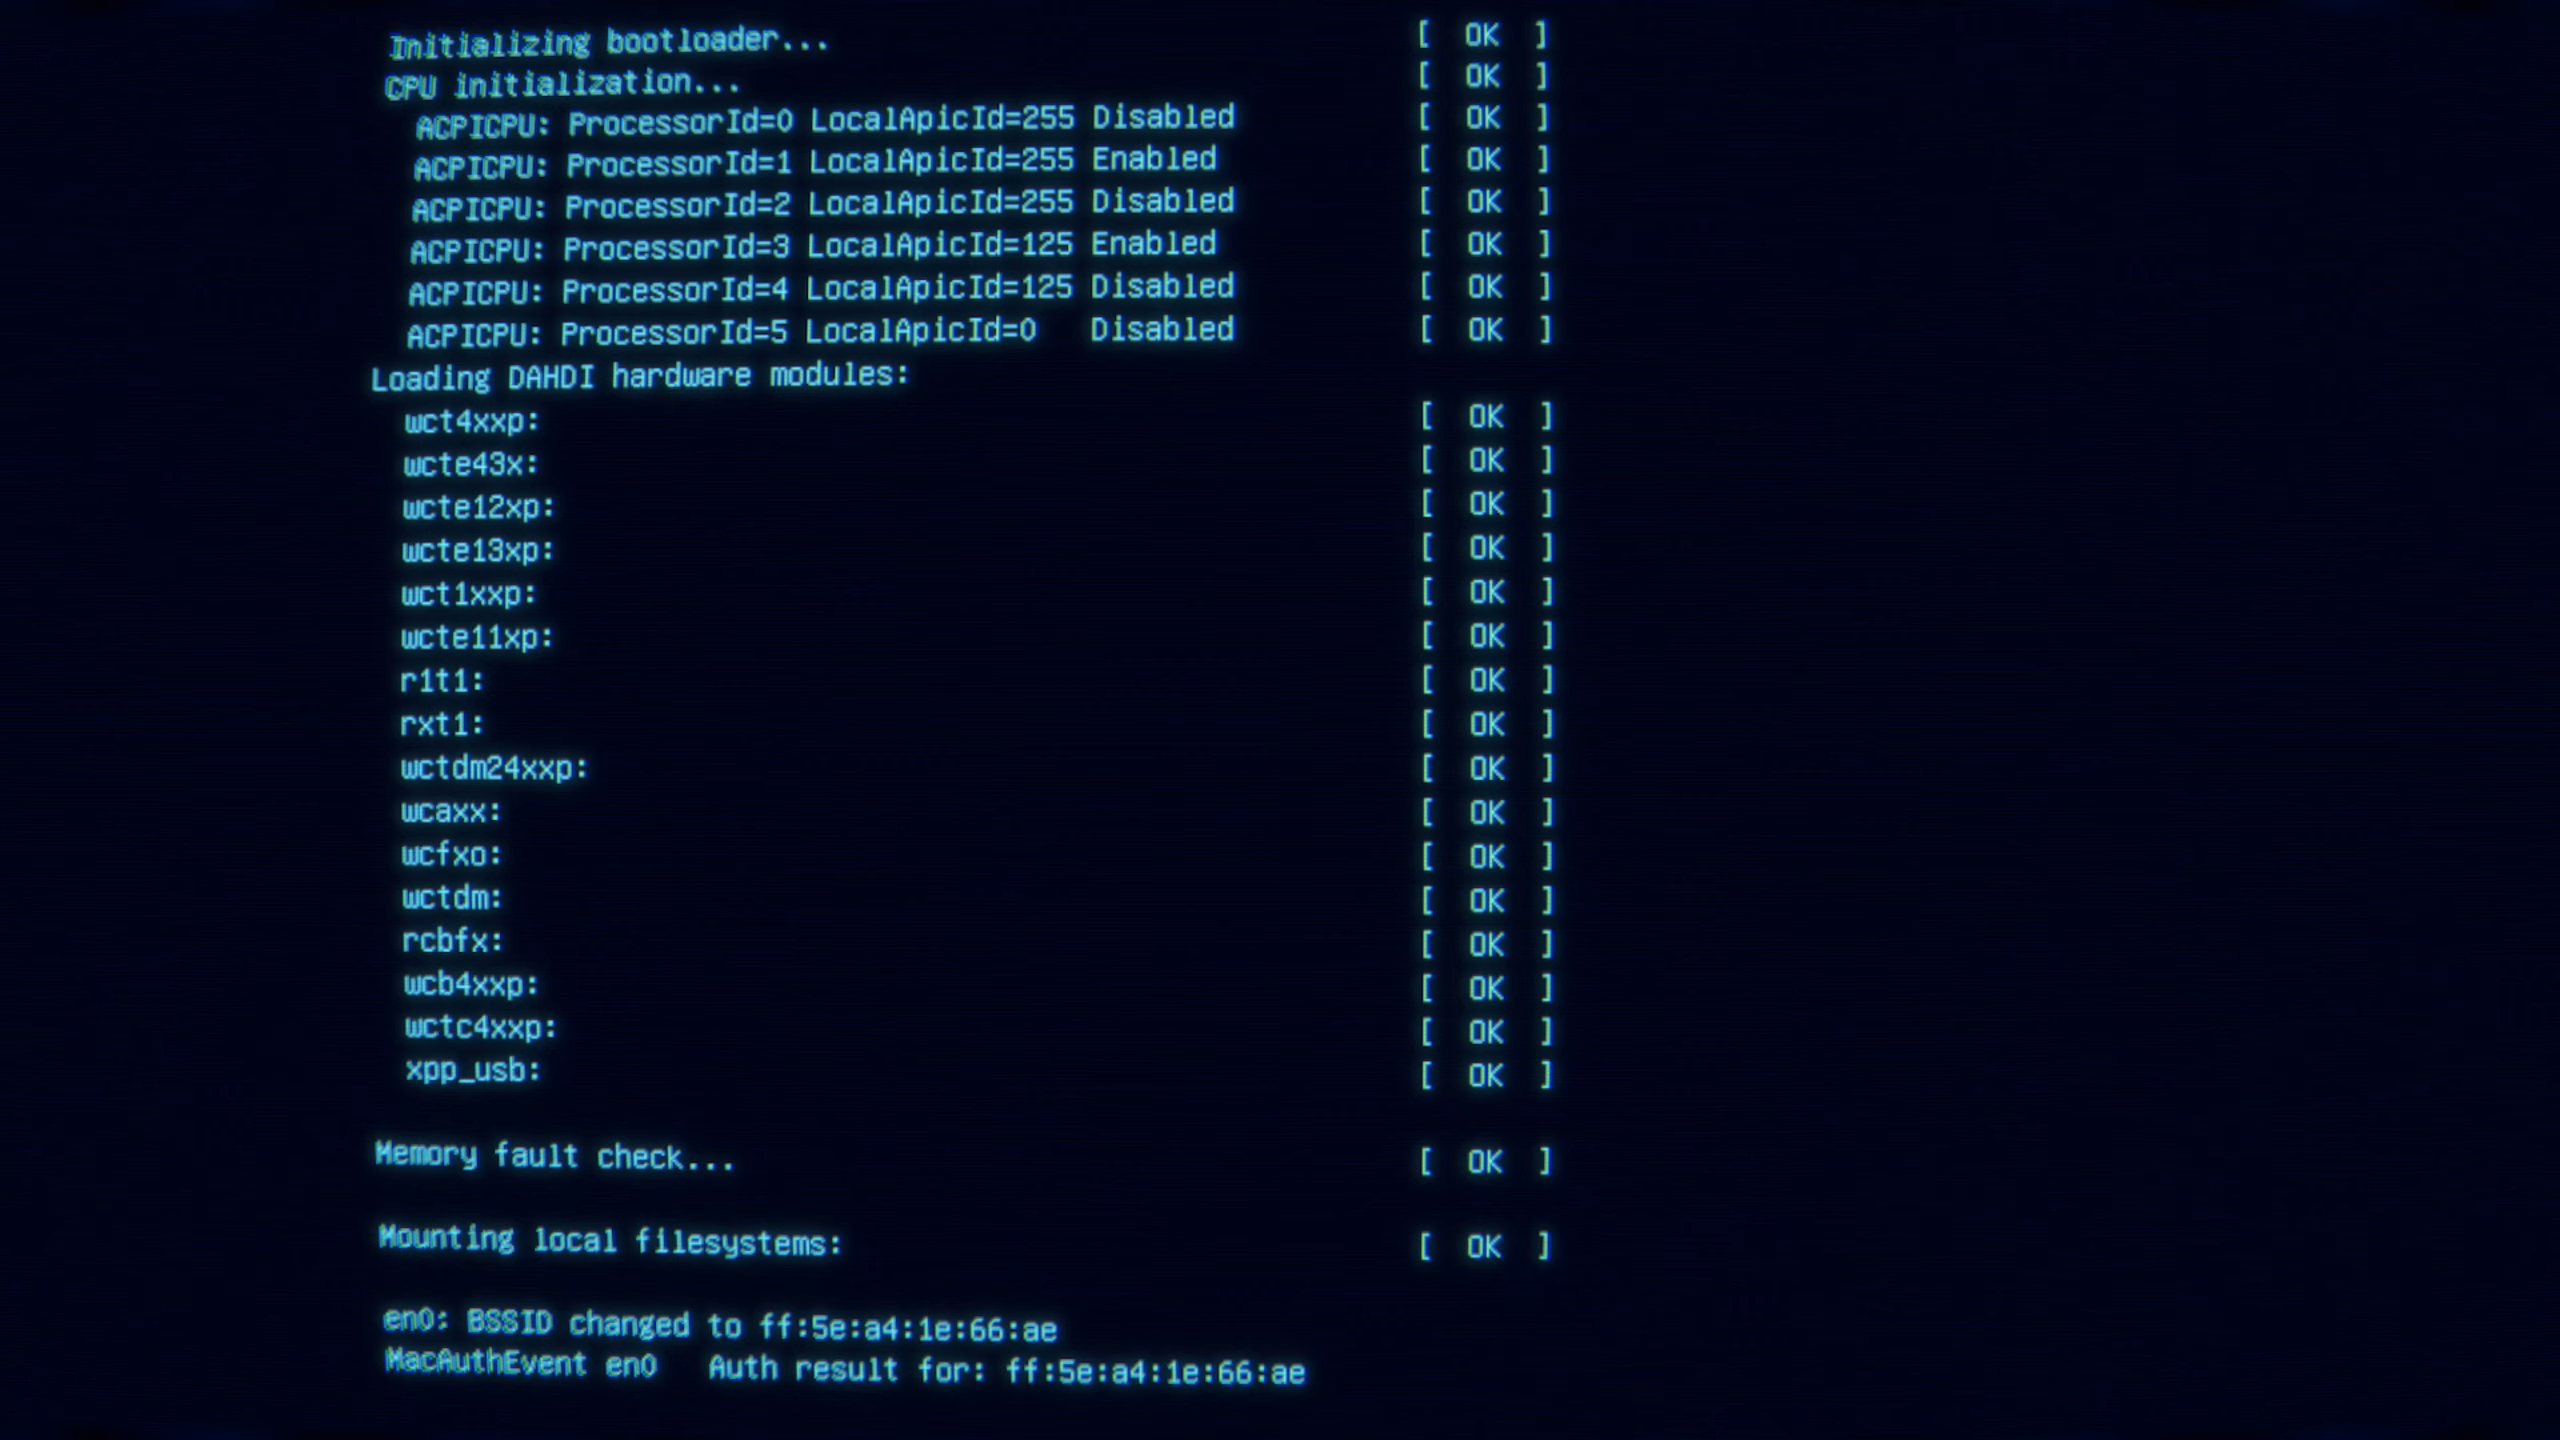 Initializing bootloader... [ OK ]
CPU initialization... [ OK ]
ACPICPU: ProcessorId=0 LocalApicId=255 Disabled [ OK ]
ACPICPU: ProcessorId=1 LocalApicId=255 Enabled [ OK ]
ACPICPU: ProcessorId=2 LocalApicId=255 Disabled [ OK ]
ACPICPU: ProcessorId=3 LocalApicId=125 Enabled [ OK ]
ACPICPU: ProcessorId=4 LocalApicId=125 Disabled [ OK ]
ACPICPU: ProcessorId=5 LocalApicId=0 Disabled [ OK ]
Loading DAHDI hardware modules:
wct4xxp: [ OK ]
wcte43x: [ OK ]
wcte12xp: [ OK ]
wcte13xp: [ OK ]
wct1xxp: [ OK ]
wcte11xp: [ OK ]
r1t1: [ OK ]
rxt1: [ OK ]
wctdm24xxp: [ OK ]
wcaxx: [ OK ]
wcfxo: [ OK ]
wctdm: [ OK ]
rcbfx: [ OK ]
wcb4xxp: [ OK ]
wctc4xxp: [ OK ]
xpp_usb: [ OK ]
Memory fault check... [ OK ]
Mounting local filesystems: [ OK ]
en0: BSSID changed to ff:5e:a4:1e:66:ae
MacAuthEvent en0 Auth result for: ff:5e:a4:1e:66:ae